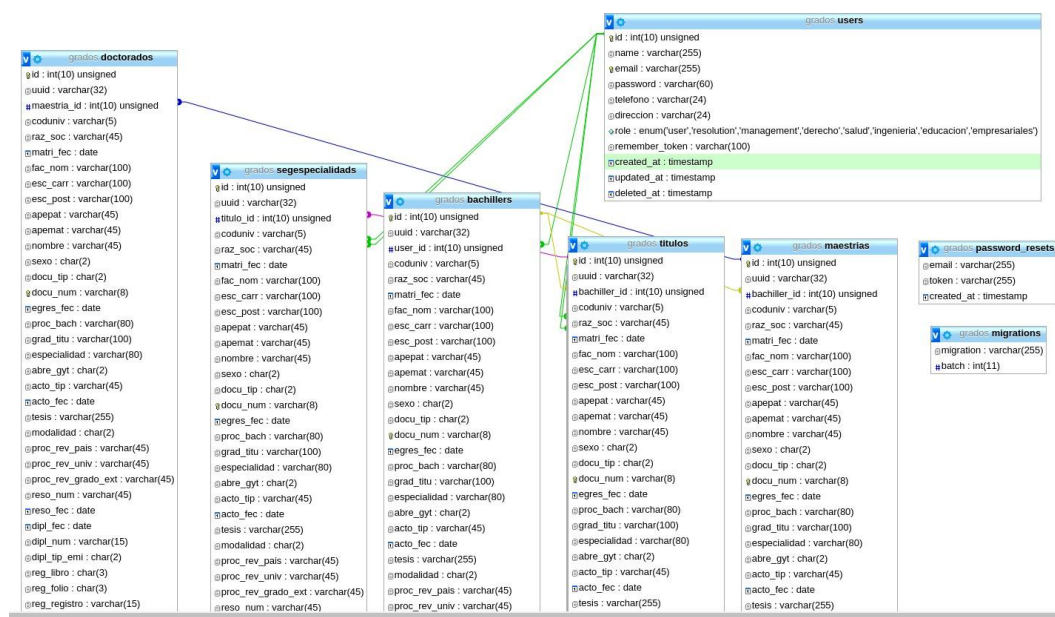 grados users
id : int(10) unsigned
name : varchar(255)
email : varchar(255)
password : varchar(60)
telefono : varchar(24)
direccion : varchar(24)
role : enum('user','resolution','management','derecho','salud','ingenieria','educacion','empresariales')
remember_token : varchar(100)
created_at : timestamp
updated_at : timestamp
deleted_at : timestamp
grados doctorados
id : int(10) unsigned
uuid : varchar(32)
maestria_id : int(10) unsigned
coduniv : varchar(5)
raz_soc : varchar(45)
matri_fec : date
fac_nom : varchar(100)
esc_carr : varchar(100)
esc_post : varchar(100)
apepat : varchar(45)
apemat : varchar(45)
nombre : varchar(45)
sexo : char(2)
docu_tip : char(2)
docu_num : varchar(8)
egres_fec : date
proc_bach : varchar(80)
grad_titu : varchar(100)
especialidad : varchar(80)
abre_gyt : char(2)
acto_tip : varchar(45)
acto_fec : date
tesis : varchar(255)
modalidad : char(2)
proc_rev_pais : varchar(45)
proc_rev_univ : varchar(45)
proc_rev_grado_ext : varchar(45)
reso_num : varchar(45)
reso_fec : date
dipl_fec : date
dipl_num : varchar(15)
dipl_tip_emi : char(2)
reg_libro : char(3)
reg_folio : char(3)
reg_registro : varchar(15)
grados segespecialidads
id : int(10) unsigned
uuid : varchar(32)
titulo_id : int(10) unsigned
coduniv : varchar(5)
raz_soc : varchar(45)
matri_fec : date
fac_nom : varchar(100)
esc_carr : varchar(100)
esc_post : varchar(100)
apepat : varchar(45)
apemat : varchar(45)
nombre : varchar(45)
sexo : char(2)
docu_tip : char(2)
docu_num : varchar(8)
egres_fec : date
proc_bach : varchar(80)
grad_titu : varchar(100)
especialidad : varchar(80)
abre_gyt : char(2)
acto_tip : varchar(45)
acto_fec : date
tesis : varchar(255)
modalidad : char(2)
proc_rev_pais : varchar(45)
proc_rev_univ : varchar(45)
proc_rev_grado_ext : varchar(45)
reso_num : varchar(45)
grados bachillers
id : int(10) unsigned
uuid : varchar(32)
user_id : int(10) unsigned
coduniv : varchar(5)
raz_soc : varchar(45)
matri_fec : date
fac_nom : varchar(100)
esc_carr : varchar(100)
esc_post : varchar(100)
apepat : varchar(45)
apemat : varchar(45)
nombre : varchar(45)
sexo : char(2)
docu_tip : char(2)
docu_num : varchar(8)
egres_fec : date
proc_bach : varchar(80)
grad_titu : varchar(100)
especialidad : varchar(80)
abre_gyt : char(2)
acto_tip : varchar(45)
acto_fec : date
tesis : varchar(255)
modalidad : char(2)
proc_rev_pais : varchar(45)
proc_rev_univ : varchar(45)
grados titulos
id : int(10) unsigned
uuid : varchar(32)
bachiller_id : int(10) unsigned
coduniv : varchar(5)
raz_soc : varchar(45)
matri_fec : date
fac_nom : varchar(100)
esc_carr : varchar(100)
esc_post : varchar(100)
apepat : varchar(45)
apemat : varchar(45)
nombre : varchar(45)
sexo : char(2)
docu_tip : char(2)
docu_num : varchar(8)
egres_fec : date
proc_bach : varchar(80)
grad_titu : varchar(100)
especialidad : varchar(80)
abre_gyt : char(2)
acto_tip : varchar(45)
acto_fec : date
tesis : varchar(255)
grados maestrias
id : int(10) unsigned
uuid : varchar(32)
bachiller_id : int(10) unsigned
coduniv : varchar(5)
raz_soc : varchar(45)
matri_fec : date
fac_nom : varchar(100)
esc_carr : varchar(100)
esc_post : varchar(100)
apepat : varchar(45)
apemat : varchar(45)
nombre : varchar(45)
sexo : char(2)
docu_tip : char(2)
docu_num : varchar(8)
egres_fec : date
proc_bach : varchar(80)
grad_titu : varchar(100)
especialidad : varchar(80)
abre_gyt : char(2)
acto_tip : varchar(45)
acto_fec : date
tesis : varchar(255)
grados password_resets
email : varchar(255)
token : varchar(255)
created_at : timestamp
grados migrations
migration : varchar(255)
batch : int(11)